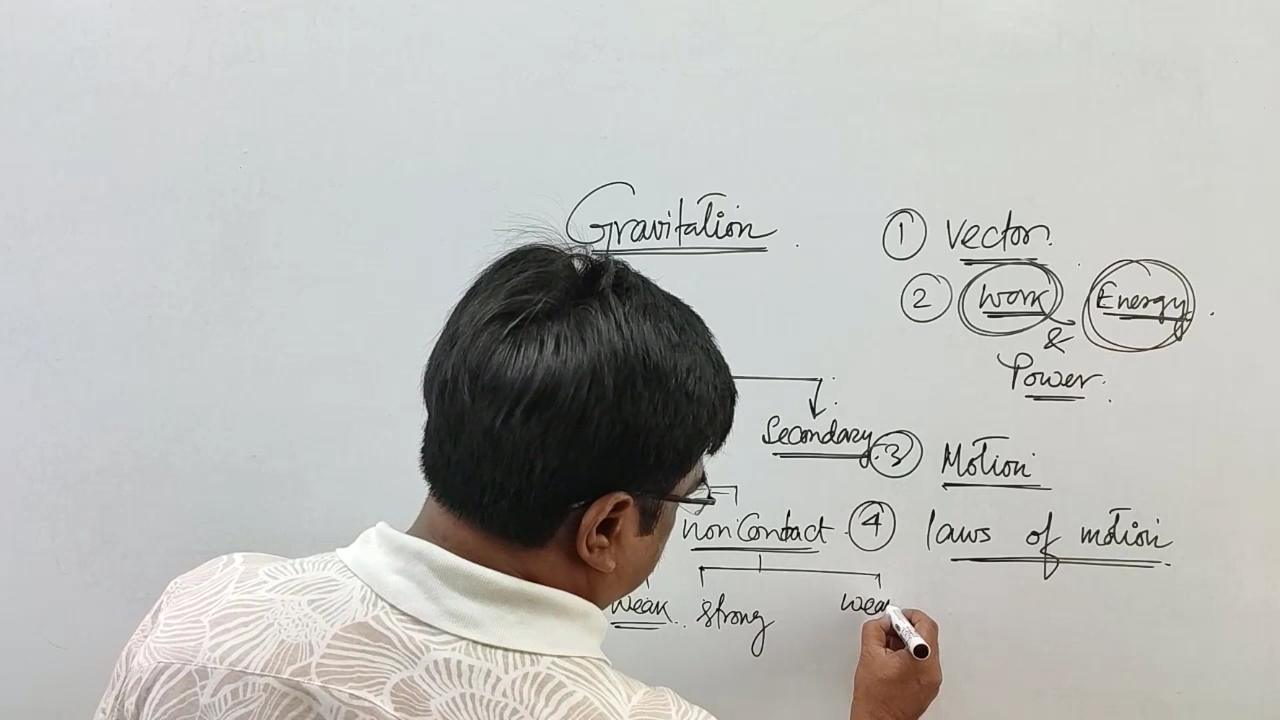 Gravitation
① Vector.
② Work Energy
&
Power.
Secondary
③ Motion
non Contact
④ laws of motion
Weak
strong
wea